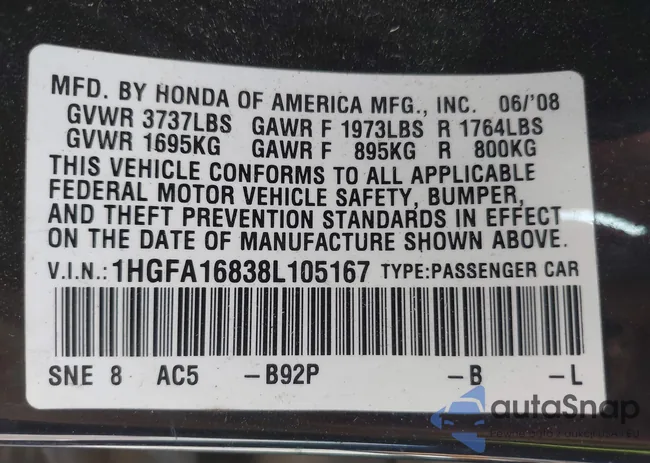 MFD. BY HONDA OF AMERICA MFG., INC. 06/'08
GVWR 3737LBS GAWR F 1973LBS R 1764LBS
GVWR 1695KG GAWR F 895KG R 800KG
THIS VEHICLE CONFORMS TO ALL APPLICABLE
FEDERAL MOTOR VEHICLE SAFETY, BUMPER,
AND THEFT PREVENTION STANDARDS IN EFFECT
ON THE DATE OF MANUFACTURE SHOWN ABOVE.
V.I.N.: 1HGFA16838L105167 TYPE:PASSENGER CAR
SNE 8 AC5 -B92P -B -L
autaSnap